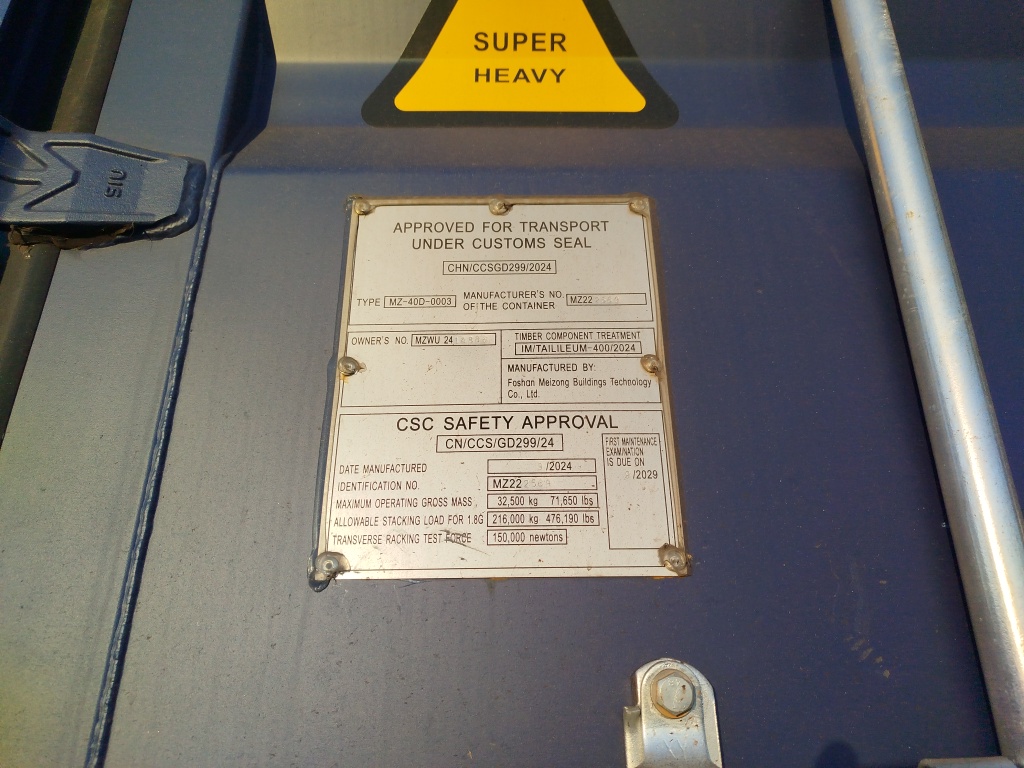 SUPER
HEAVY
APPROVED FOR TRANSPORT
UNDER CUSTOMS SEAL
CHN/CCSGD299/2024
TYPE MZ-40D-0003 MANUFACTURER'S NO. OF THE CONTAINER MZ22
OWNER'S NO. MZWU 24
TIMBER COMPONENT TREATMENT
IM/TAILILEUM-400/2024
MANUFACTURED BY:
Foshan Meizong Buildings Technology
Co., Ltd.
CSC SAFETY APPROVAL
CN/CCS/GD299/24
DATE MANUFACTURED /2024
IDENTIFICATION NO. MZ22
MAXIMUM OPERATING GROSS MASS 32,500 kg 71,650 lbs
ALLOWABLE STACKING LOAD FOR 1.8G 216,000 kg 476,190 lbs
TRANSVERSE RACKING TEST FORCE 150,000 newtons
FIRST MAINTENANCE
EXAMINATION
IS DUE ON
/2029